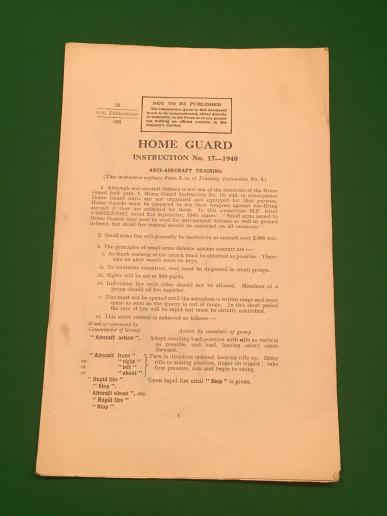 20
G.S. Publications
388
NOT TO BE PUBLISHED
The information given in this document
is not to be communicated, either directly
or indirectly, to the Press or to any person
not holding an official position in His
Majesty's Service.
HOME GUARD
INSTRUCTION No. 17—1940
ANTI-AIRCRAFT TRAINING
(This instruction replaces Para. 5. to. of Training Instruction No. 8.)
1. Although anti-aircraft defence is not one of the functions of the Home
Guard (vide para. 6, Home Guard Instruction No. 10) and, in consequence
Home Guard units are not organized and equipped for that purpose,
Home Guards must be prepared to use their weapons against low-flying
aircraft if they are attacked by them. In this connection H.F. letter
dated 2nd September, 1940, states: "Small arms issued to
Home Guards may now be used for anti-aircraft defence as well as ground
defence, but strict fire control should be exercised on all measures".
2. Small arms fire will generally be ineffective at aircraft over 2,000 feet.
3. The principles of small arms defence against aircraft are :—
i. As much warning of the attack must be obtained as possible. There-
fore an alert watch must be kept.
ii. To minimise casualties, men must be dispersed in small groups.
iii. Sights will be set at 500 yards.
iv. Individual fire with rifles should not be allowed. Members of a
group should all fire together.
v. Fire must not be opened until the aeroplane is within range and must
cease as soon as the quarry is out of range. In this short period
the rate of fire will be rapid but must be strictly controlled.
vi. This strict control is achieved as follows :—
Word of command by
Commander of Group
Action by members of group
"Aircraft action".
Adopt standing load position with rifle as vertical
as possible, and load, leaving safety catch
forward.
"Aircraft front"
or "right"
or "left"
or "about"
Turn in direction ordered, keeping rifle up. Bring
rifle to aiming position, finger on trigger; take
first pressure, aim and begin to swing.
"Rapid fire".
Open rapid fire until "Stop" is given.
"Stop".
"Aircraft about", etc.
"Rapid fire".
"Stop".
1